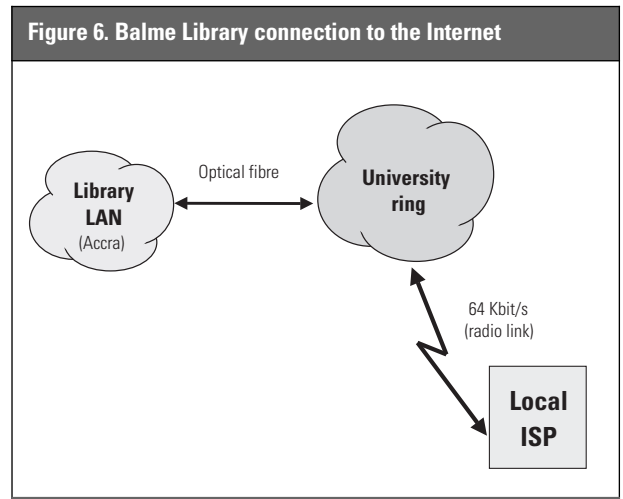 Figure 6. Balme Library connection to the Internet
Library
LAN
(Accra)
Optical fibre
University
ring
64 Kbit/s
(radio link)
Local
ISP